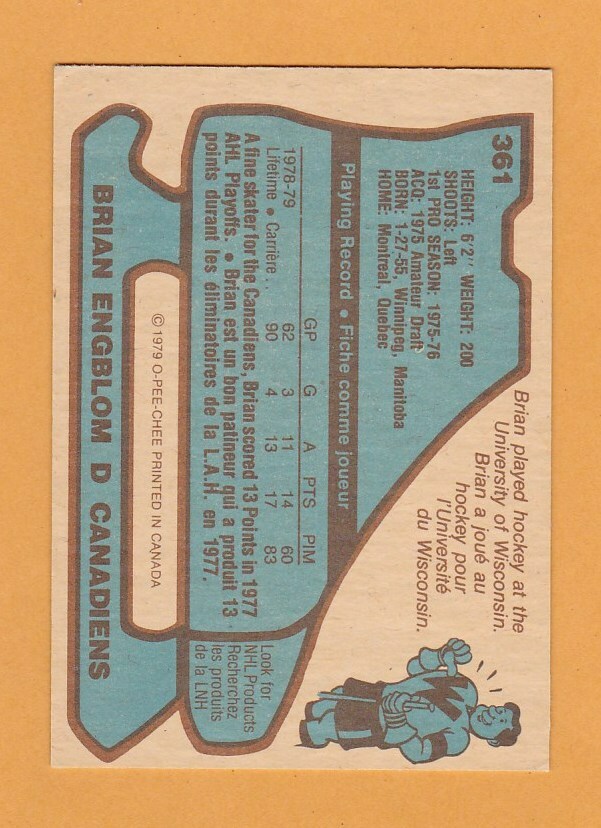 361
HEIGHT: 6'2" WEIGHT: 200
SHOOTS: Left
1st PRO SEASON: 1975-76
ACQ: 1975 Amateur Draft
BORN: 1-27-55, Winnipeg, Manitoba
HOME: Montreal, Quebec
Brian played hockey at the
University of Wisconsin.
Brian a joué au
hockey pour
l'Université
du Wisconsin.
Playing Record • Fiche comme joueur
GP G A PTS PIM
1978-79 62 3 11 14 60
Lifetime • Carrière: 90 4 13 17 83
A fine skater for the Canadiens, Brian scored 13 Points in 1977
AHL Playoffs. • Brian est un bon patineur qui a produit 13
points durant les éliminatoires de la L.A.H. en 1977.
Look for
NHL Products
Recherchez
les produits
de la LNH
© 1979 O-PEE-CHEE PRINTED IN CANADA
BRIAN ENGBLOM D CANADIENS